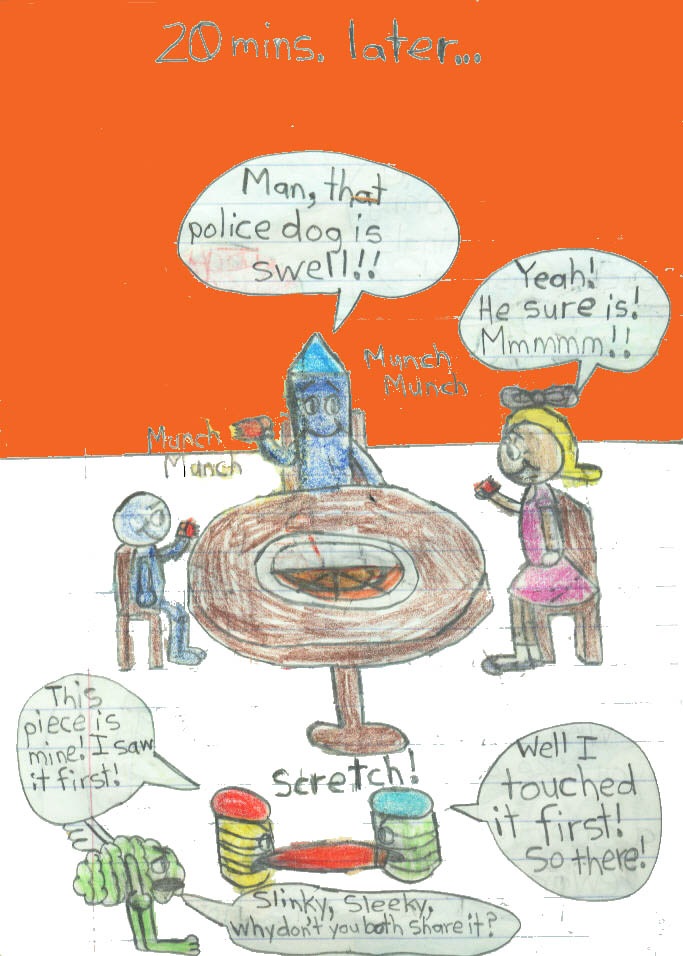 20 mins. later...
Man, that
police dog is
swell!!
Yeah!
He sure is!
Mmmmm!!
Munch
Munch
Munch
Munch
This
piece is
mine! I saw
it first!
Stretch!
Well I
touched
it first!
So there!
Slinky, Sleeky,
why don't you both share it?